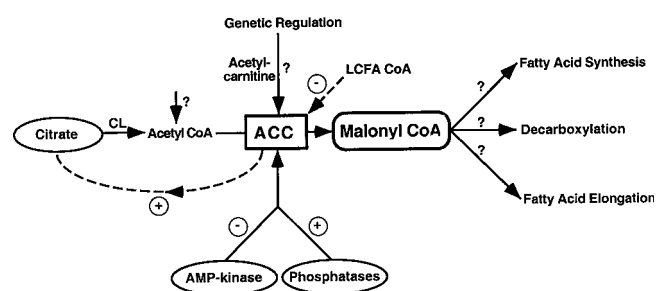 Genetic Regulation
Acetyl-
carnitine
?
-
LCFA CoA
Fatty Acid Synthesis
?
?
Citrate
CL
Acetyl CoA
ACC
Malonyl CoA
?
Decarboxylation
?
+
Fatty Acid Elongation
-
+
AMP-kinase
Phosphatases